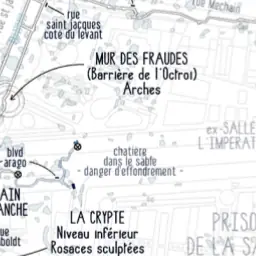 rue Méchain
rue
saint jacques
coté du levant
MUR DES FRAUDES
(Barrière de l'Octroi)
Arches
ex-SALLE
L'IMPERAT
blvd
arago
chatière
dans le sable
- danger d'effondrement -
AIN
ANCHE
LA CRYPTE
Niveau inférieur
Rosaces sculptées
ue
boldt
PRISO
DE LA SA